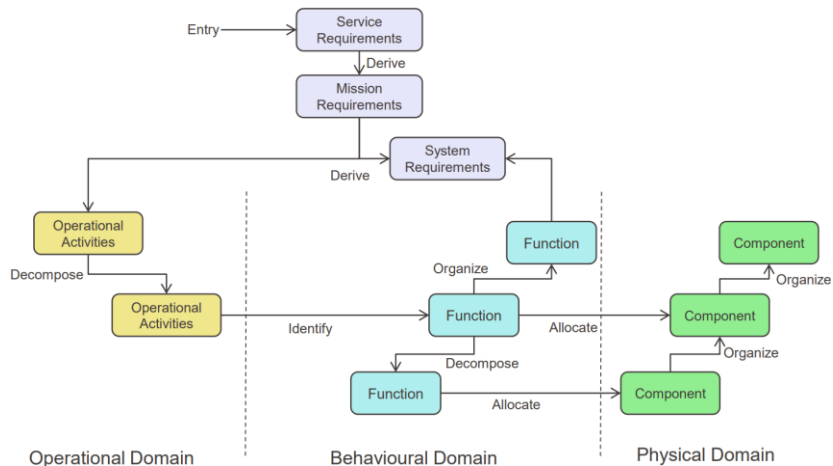 Service
Requirements
Entry
Derive
Mission
Requirements
System
Requirements
Derive
Operational
Activities
Function
Component
Decompose
Organize
Organize
Operational
Activities
Identify
Function
Allocate
Component
Decompose
Organize
Function
Allocate
Component
Operational Domain
Behavioural Domain
Physical Domain